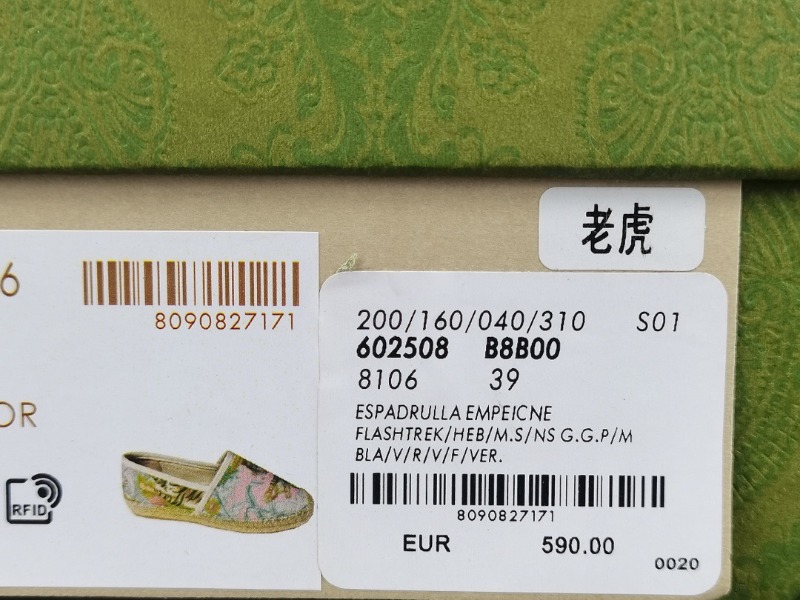 老虎
6
8090827171
OR
RFID
200/160/040/310 S01
602508 B8B00
8106 39
ESPADRULLA EMPEICNE
FLASHTREK/HEB/M.S/NS G.G.P/M
BLA/V/R/V/F/VER.
8090827171
EUR 590.00
0020